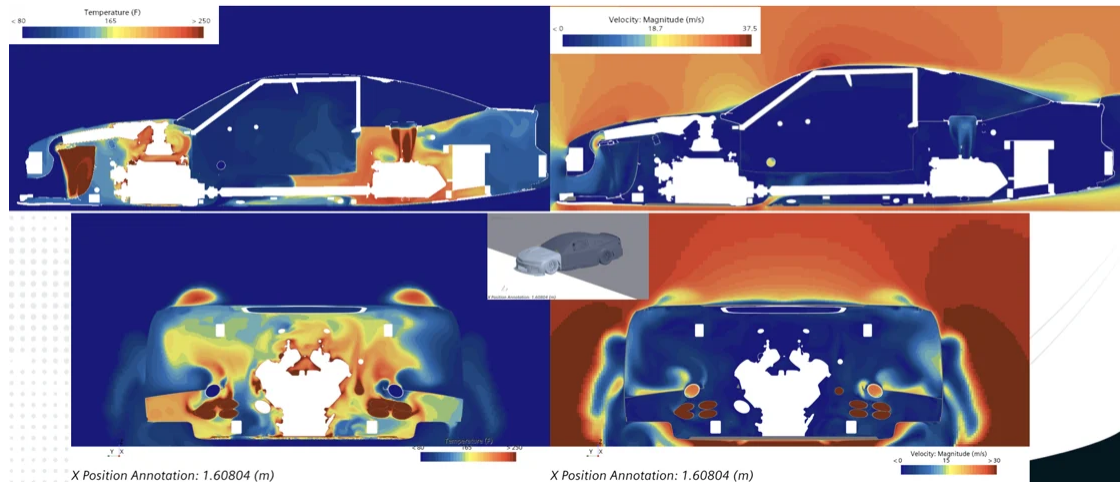 Temperature (F)
< 80 165 > 250
Velocity: Magnitude (m/s)
< 0 18.7 37.5
X Position Annotation: 1.60804 (m)
Temperature (F)
<80 165 > 250
Y X
Y X
Velocity: Magnitude (m/s)
< 0 15 > 30
X Position Annotation: 1.60804 (m)
X Position Annotation: 1.60804 (m)